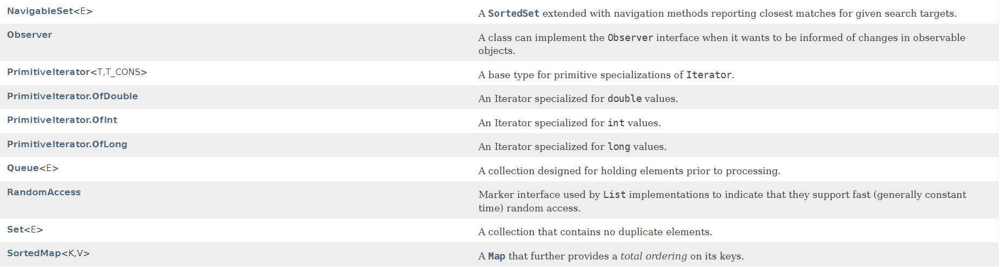 NavigableSet<E>
A SortedSet extended with navigation methods reporting closest matches for given search targets.
Observer
A class can implement the Observer interface when it wants to be informed of changes in observable
objects.
PrimitiveIterator<T,T_CONS>
A base type for primitive specializations of Iterator.
PrimitiveIterator.OfDouble
An Iterator specialized for double values.
PrimitiveIterator.OfInt
An Iterator specialized for int values.
PrimitiveIterator.OfLong
An Iterator specialized for long values.
Queue<E>
A collection designed for holding elements prior to processing.
RandomAccess
Marker interface used by List implementations to indicate that they support fast (generally constant
time) random access.
Set<E>
A collection that contains no duplicate elements.
SortedMap<K,V>
A Map that further provides a total ordering on its keys.